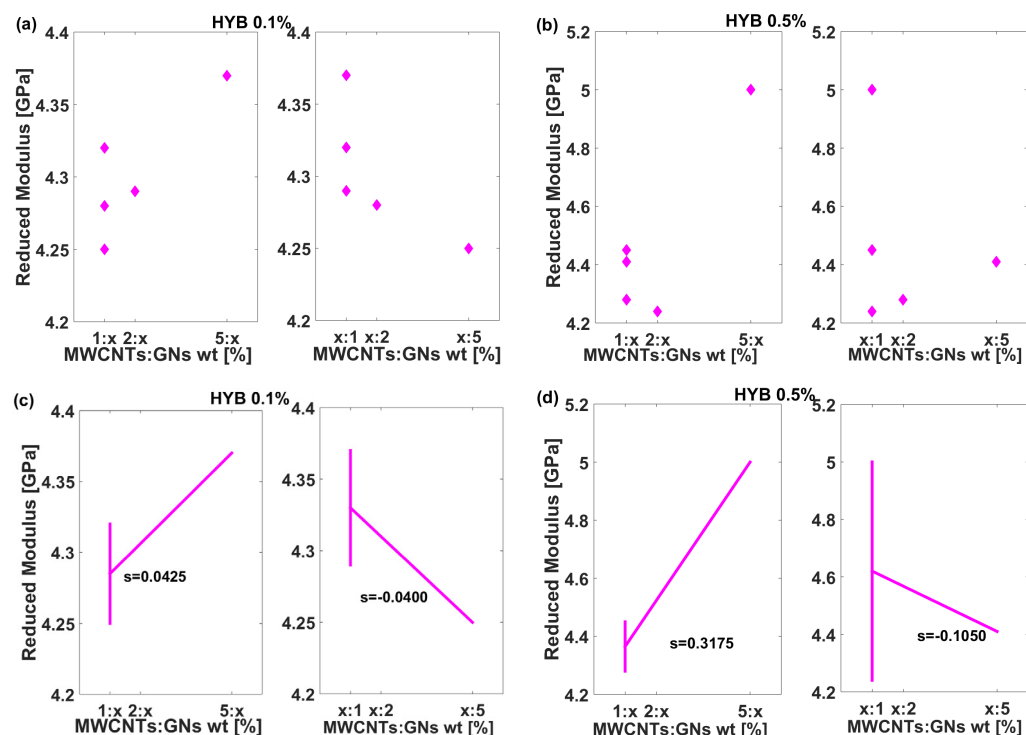 (a)
HYB 0.1%
Reduced Modulus [GPa]
4.4
4.35
4.3
4.25
4.2
1:x 2:x 5:x
MWCNTs:GNs wt [%]
4.4
4.35
4.3
4.25
4.2
x:1 x:2 x:5
MWCNTs:GNs wt [%]
(b)
HYB 0.5%
Reduced Modulus [GPa]
5.2
5
4.8
4.6
4.4
4.2
1:x 2:x 5:x
MWCNTs:GNs wt [%]
5.2
5
4.8
4.6
4.4
4.2
x:1 x:2 x:5
MWCNTs:GNs wt [%]
(c)
HYB 0.1%
Reduced Modulus [GPa]
4.4
4.35
4.3
4.25
4.2
s=0.0425
1:x 2:x 5:x
MWCNTs:GNs wt [%]
4.4
4.35
4.3
4.25
4.2
s=-0.0400
x:1 x:2 x:5
MWCNTs:GNs wt [%]
(d)
HYB 0.5%
Reduced Modulus [GPa]
5.2
5
4.8
4.6
4.4
4.2
s=0.3175
1:x 2:x 5:x
MWCNTs:GNs wt [%]
5.2
5
4.8
4.6
4.4
4.2
s=-0.1050
x:1 x:2 x:5
MWCNTs:GNs wt [%]